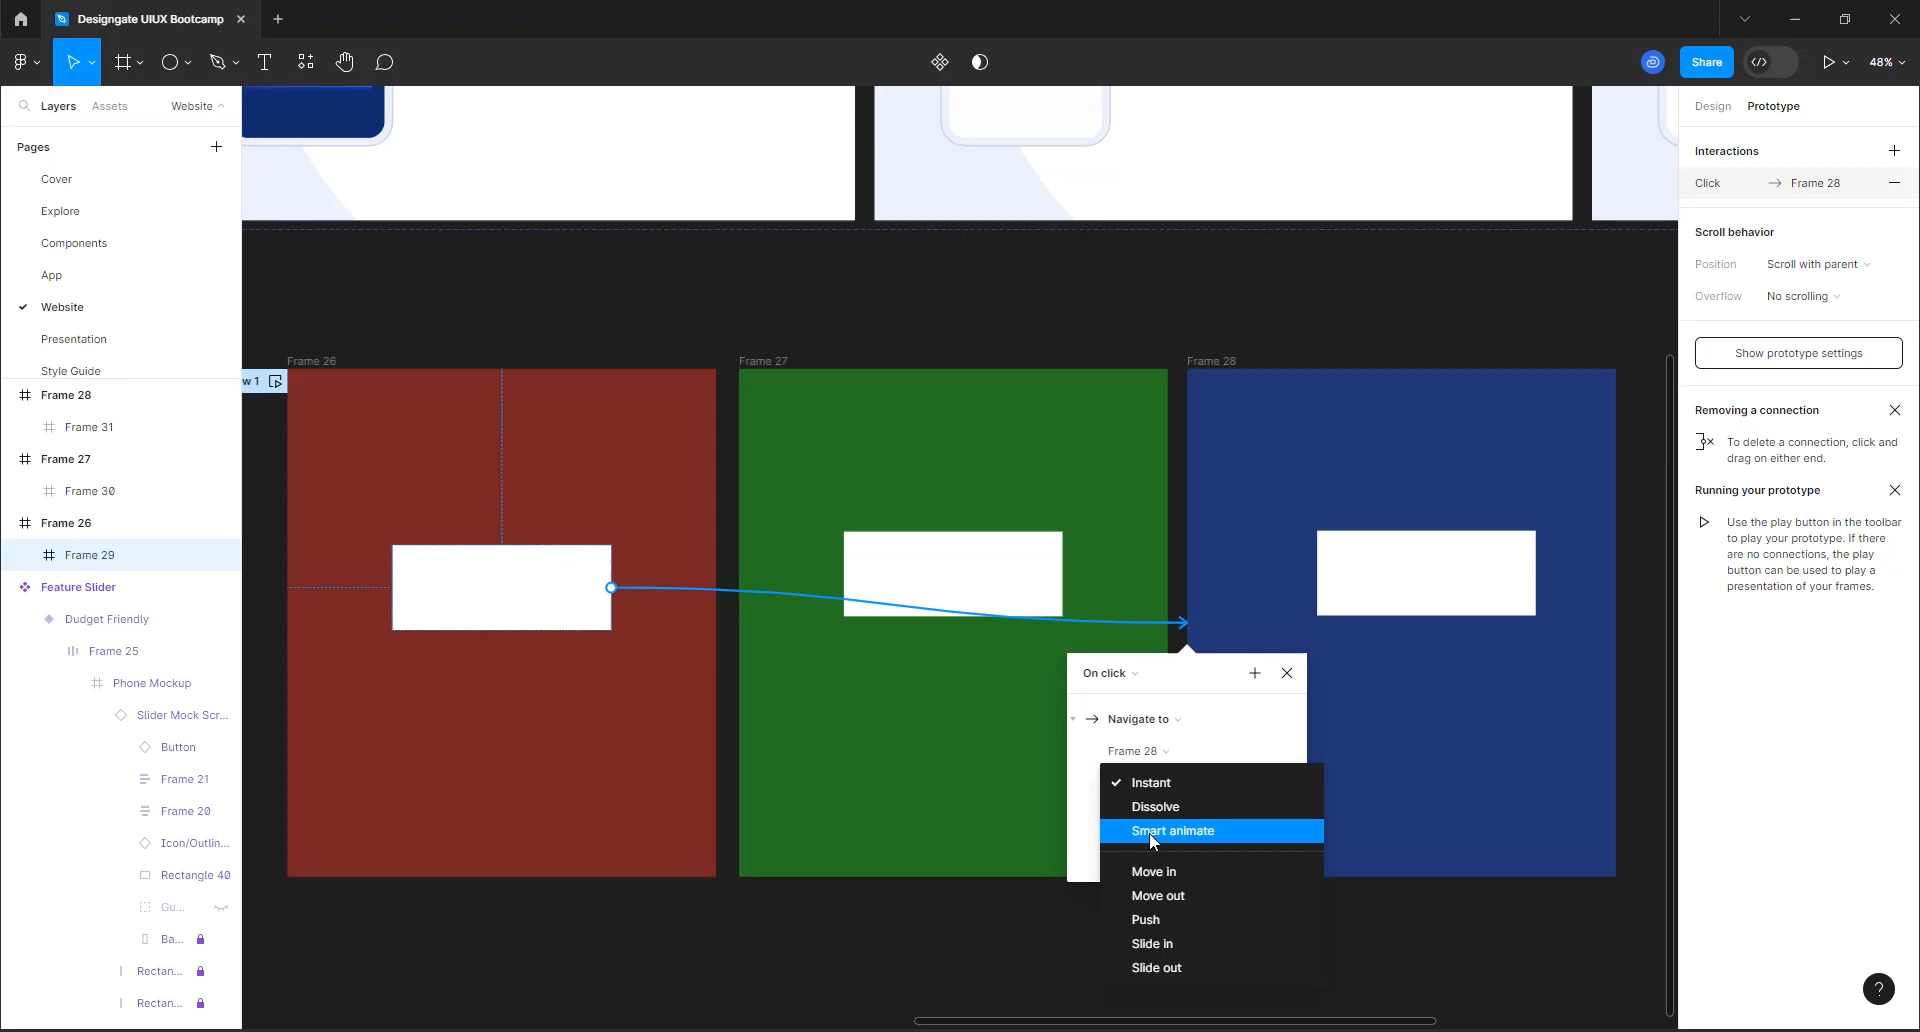 Designgate UIUX Bootcamp
Share
48%
Layers
Assets
Website
Pages
Cover
Explore
Components
App
Website
Presentation
Style Guide
Frame 28
Frame 31
Frame 27
Frame 30
Frame 26
Frame 29
Feature Slider
Dudget Friendly
Frame 25
Phone Mockup
Slider Mock Scr...
Button
Frame 21
Frame 20
Icon/Outlin...
Rectangle 40
Gu...
Ba...
Rectan...
Rectan...
Frame 26
Frame 27
Frame 28
w 1
On click
Navigate to
Frame 28
Instant
Dissolve
Smart animate
Move in
Move out
Push
Slide in
Slide out
Design
Prototype
Interactions
Click
Frame 28
Scroll behavior
Position
Scroll with parent
Overflow
No scrolling
Show prototype settings
Removing a connection
To delete a connection, click and
drag on either end.
Running your prototype
Use the play button in the toolbar
to play your prototype. If there
are no connections, the play
button can be used to play a
presentation of your frames.
?